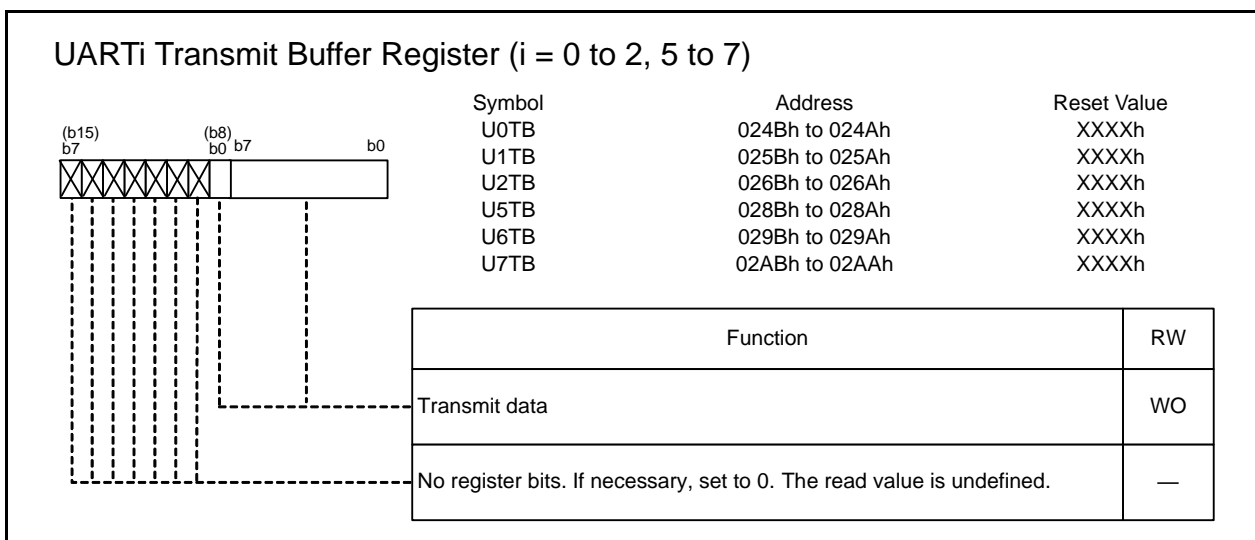 UARTi Transmit Buffer Register (i = 0 to 2, 5 to 7)
Symbol Address Reset Value
U0TB 024Bh to 024Ah XXXXh
U1TB 025Bh to 025Ah XXXXh
U2TB 026Bh to 026Ah XXXXh
U5TB 028Bh to 028Ah XXXXh
U6TB 029Bh to 029Ah XXXXh
U7TB 02ABh to 02AAh XXXXh
(b15) (b8)
b7 b0 b7 b0
Function RW
Transmit data WO
No register bits. If necessary, set to 0. The read value is undefined. —